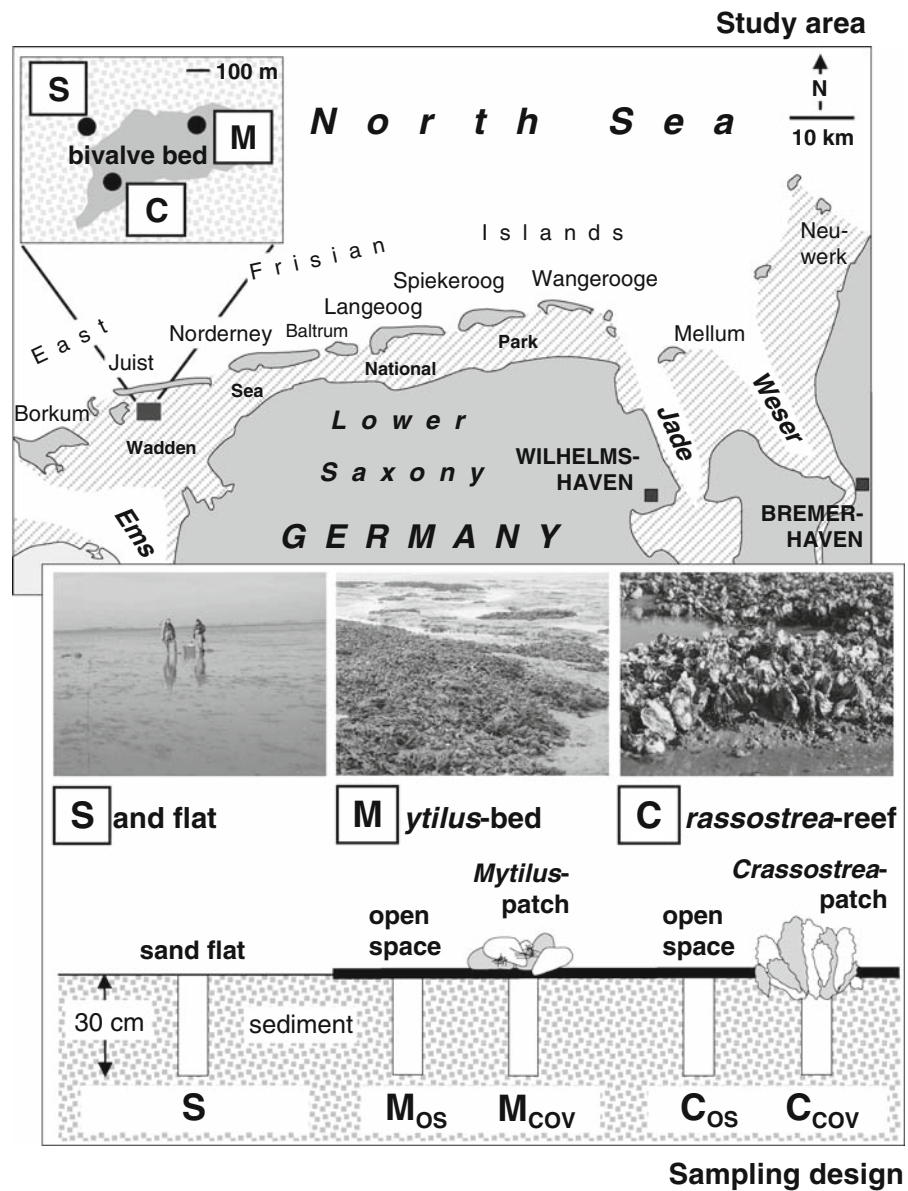 Study area
S
100 m
M
bivalve bed
C
North Sea
N
10 km
East Frisian Islands
Neu-
werk
Spiekeroog
Wangerooge
Langeoog
Norderney
Baltrum
Mellum
Juist
Park
National
Sea
Borkum
Wadden
Lower
Saxony
GERMANY
Jade
Weser
WILHELMS-
HAVEN
BREMER-
HAVEN
Ems
S and flat
M ytilus-bed
C rassostrea-reef
Mytilus-
patch
Crassostrea-
patch
open
space
open
space
sand flat
30 cm
sediment
S
MOS
MCOV
COS
CCOV
Sampling design